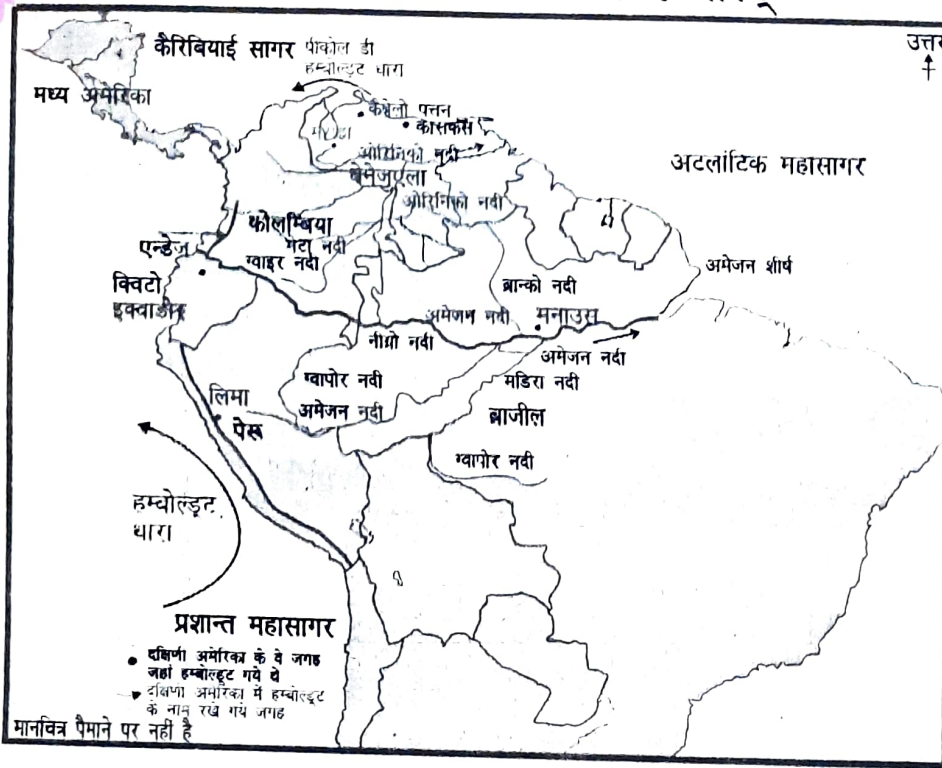 उत्तर
कैरिबियाई सागर
पीकोल डी
हम्बोल्ड्ट धारा
मध्य अमेरिका
कैबेलो पत्तन
कासकस
ओरिनिको नदी
वेनेजुएला
अटलांटिक महासागर
ओरिनिको नदी
कोलम्बिया
मेटा नदी
एन्डेज
ग्वाइर नदी
अमेजन शीर्ष
क्विटो
इक्वाडोर
ब्रान्को नदी
अमेजन नदी
मनाउस
नीग्रो नदी
अमेजन नदी
ग्वापोर नदी
मडिरा नदी
लिमा
अमेजन नदी
ब्राजील
पेरू
ग्वापोर नदी
हम्बोल्ड्ट
धारा
प्रशान्त महासागर
दक्षिणी अमेरिका के वे जगह
जहां हम्बोल्ड्ट गये थे
दक्षिणी अमेरिका में हम्बोल्ड्ट
के नाम रखे गये जगह
मानचित्र पैमाने पर नहीं है